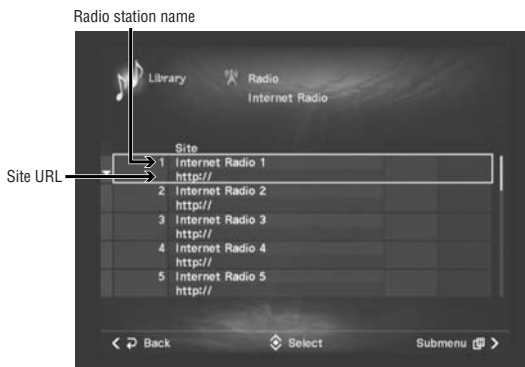 Radio station name
Library Radio
Internet Radio
Site
1 Internet Radio 1
Site URL
http://
2 Internet Radio 2
http://
3 Internet Radio 3
http://
4 Internet Radio 4
http://
5 Internet Radio 5
http://
Back Select Submenu